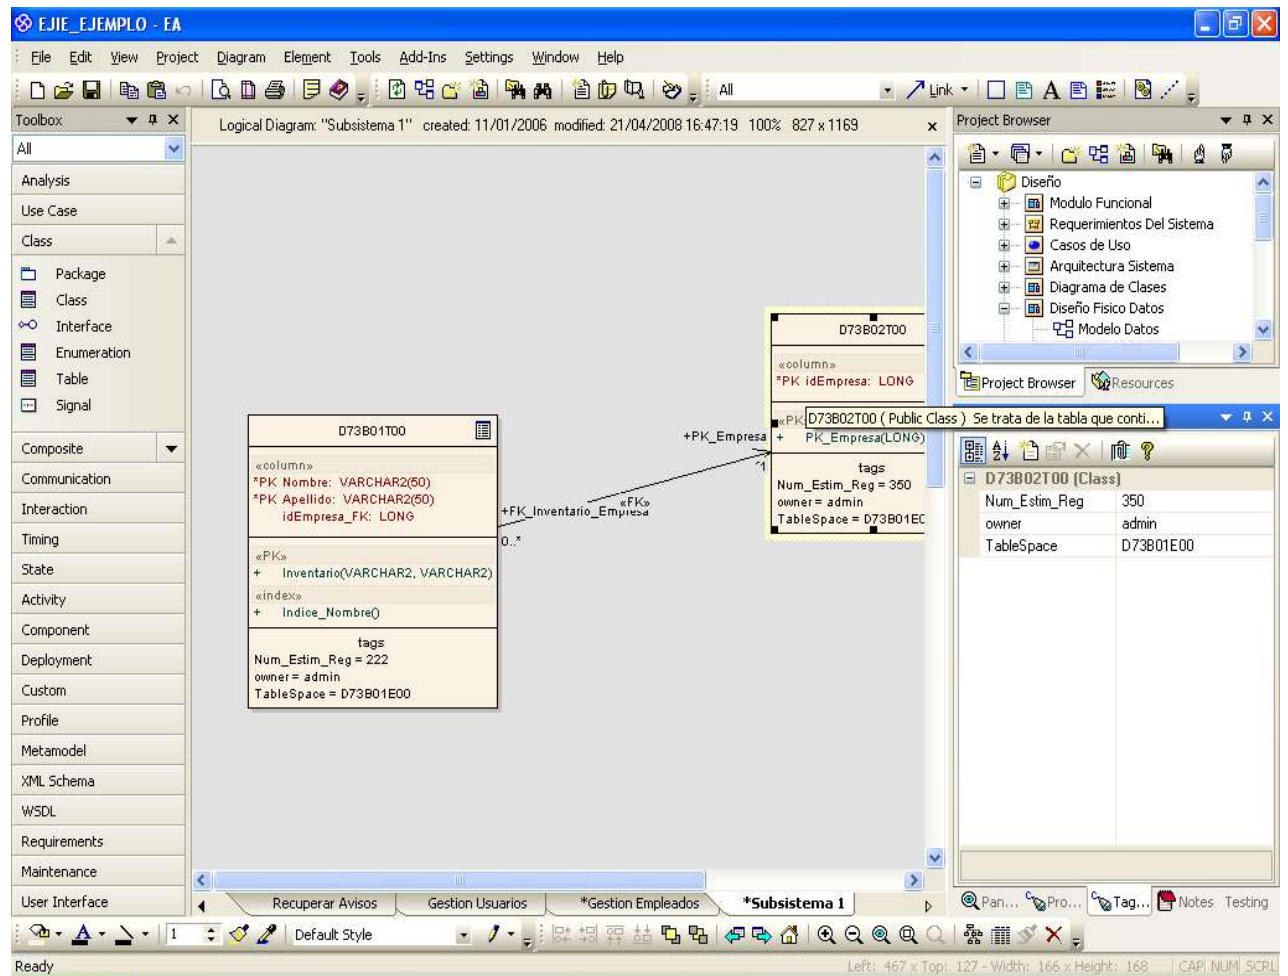 EJIE_EJEMPLO - EA
File Edit View Project Diagram Element Tools Add-Ins Settings Window Help
All
Link
Toolbox
All
Analysis
Use Case
Class
Package
Class
Interface
Enumeration
Table
Signal
Composite
Communication
Interaction
Timing
State
Activity
Component
Deployment
Custom
Profile
Metamodel
XML Schema
WSDL
Requirements
Maintenance
User Interface
Logical Diagram: "Subsistema 1" created: 11/01/2006 modified: 21/04/2008 16:47:19 100% 827 x 1169
D73B01T00
«column»
*PK Nombre: VARCHAR2(50)
*PK Apellido: VARCHAR2(50)
idEmpresa_FK: LONG
«PK»
+ Inventario(VARCHAR2, VARCHAR2)
«index»
+ Indice_Nombre()
tags
Num_Estim_Reg = 222
owner = admin
TableSpace = D73B01E00
+FK_Inventario_Empresa
0..*
«FK»
+PK_Empresa
1
D73B02T00
«column»
*PK idEmpresa: LONG
«PK
D73B02T00 ( Public Class ) Se trata de la tabla que conti...
+ PK_Empresa(LONG)
tags
Num_Estim_Reg = 350
owner = admin
TableSpace = D73B01E0
Recuperar Avisos
Gestion Usuarios
*Gestion Empleados
*Subsistema 1
Project Browser
Diseño
Modulo Funcional
Requerimientos Del Sistema
Casos de Uso
Arquitectura Sistema
Diagrama de Clases
Diseño Fisico Datos
Modelo Datos
Project Browser Resources
D73B02T00 (Class)
Num_Estim_Reg 350
owner admin
TableSpace D73B01E00
Pan... Pro... Tag... Notes Testing
1 Default Style
Ready
Left: 467 x Top: 127 - Width: 166 x Height: 168 CAP NUM SCRL